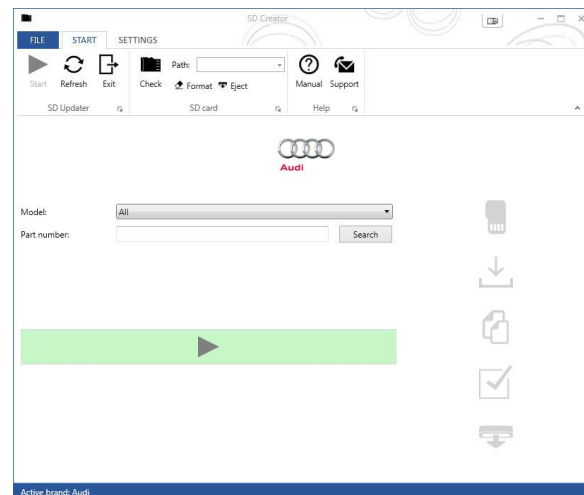 SD Creator
FILE START SETTINGS
Path:
Start Refresh Exit Check Format Eject Manual Support
SD Updater SD card Help
Audi
Model: All
Part number: Search
Active brand: Audi